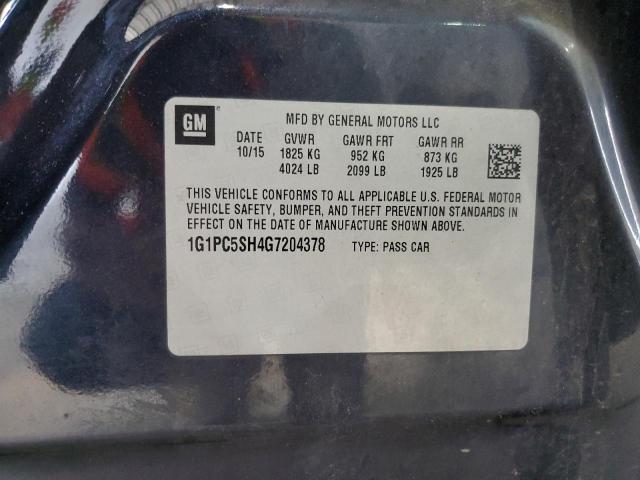 GM
MFD BY GENERAL MOTORS LLC
DATE GVWR GAWR FRT GAWR RR
10/15 1825 KG 952 KG 873 KG
4024 LB 2099 LB 1925 LB
THIS VEHICLE CONFORMS TO ALL APPLICABLE U.S. FEDERAL MOTOR
VEHICLE SAFETY, BUMPER, AND THEFT PREVENTION STANDARDS IN
EFFECT ON THE DATE OF MANUFACTURE SHOWN ABOVE.
1G1PC5SH4G7204378 TYPE: PASS CAR